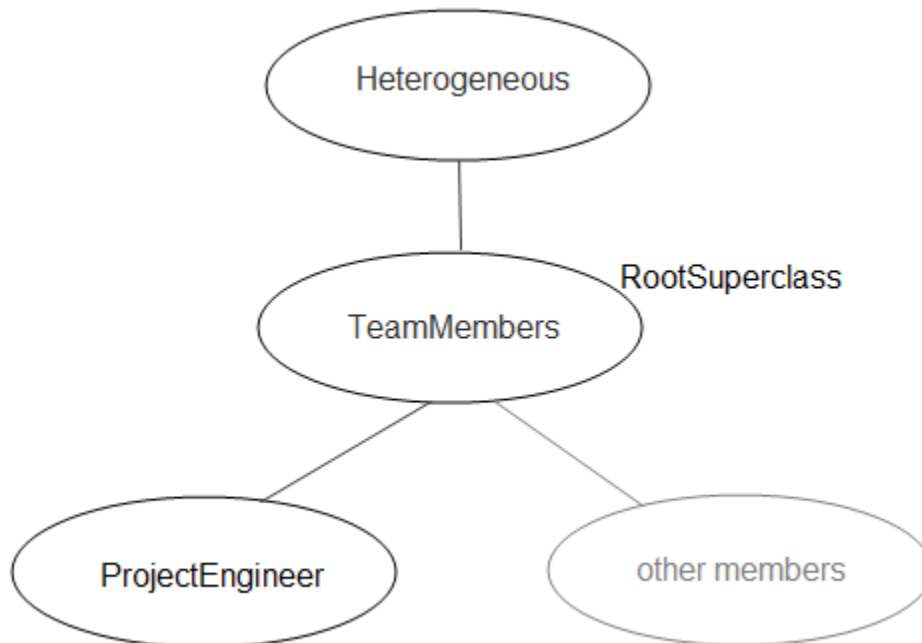 Heterogeneous
RootSuperclass
TeamMembers
ProjectEngineer
other members